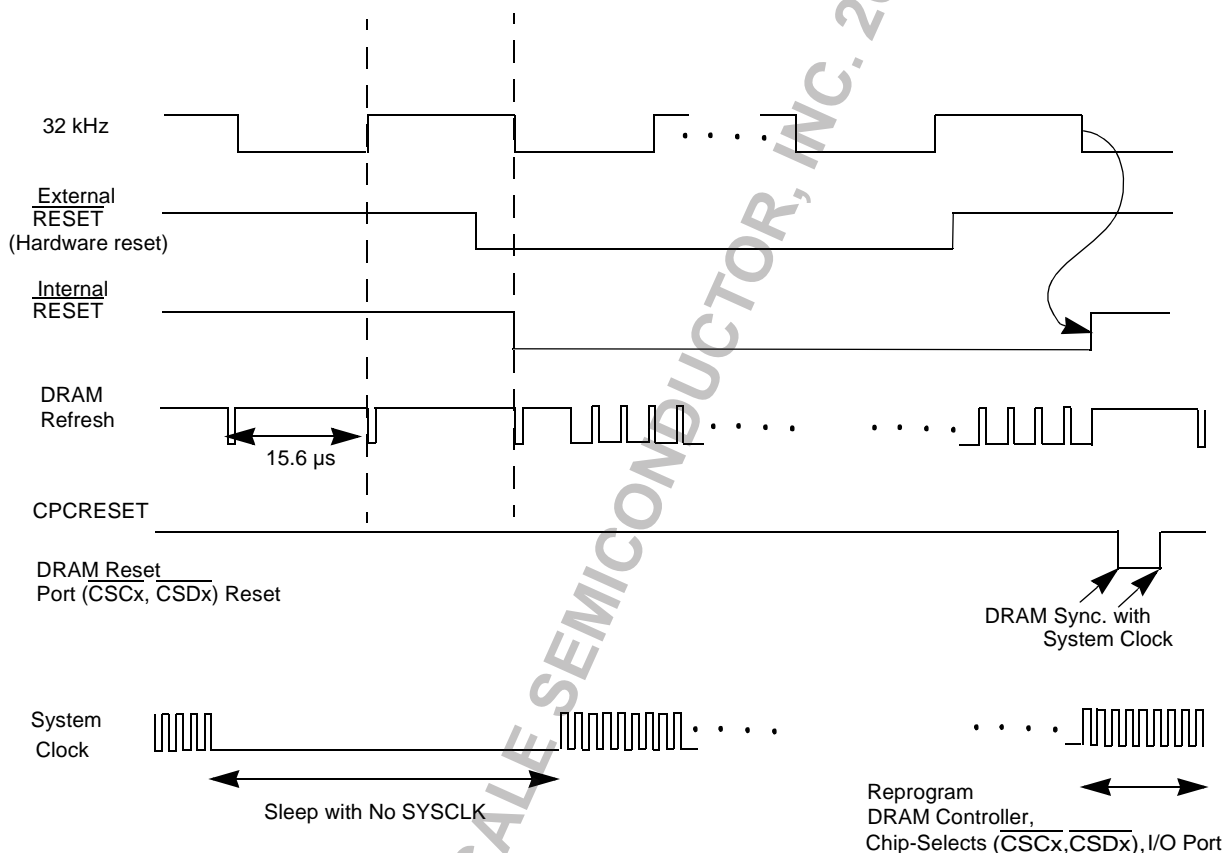 32 kHz
External
RESET
(Hardware reset)
Internal
RESET
DRAM
Refresh
15.6 µs
CPCRESET
DRAM Reset
Port (CSCx, CSDx) Reset
DRAM Sync. with
System Clock
System
Clock
Sleep with No SYSCLK
Reprogram
DRAM Controller,
Chip-Selects (CSCx,CSDx), I/O Port
CALE SEMICONDUCTOR, INC. 20